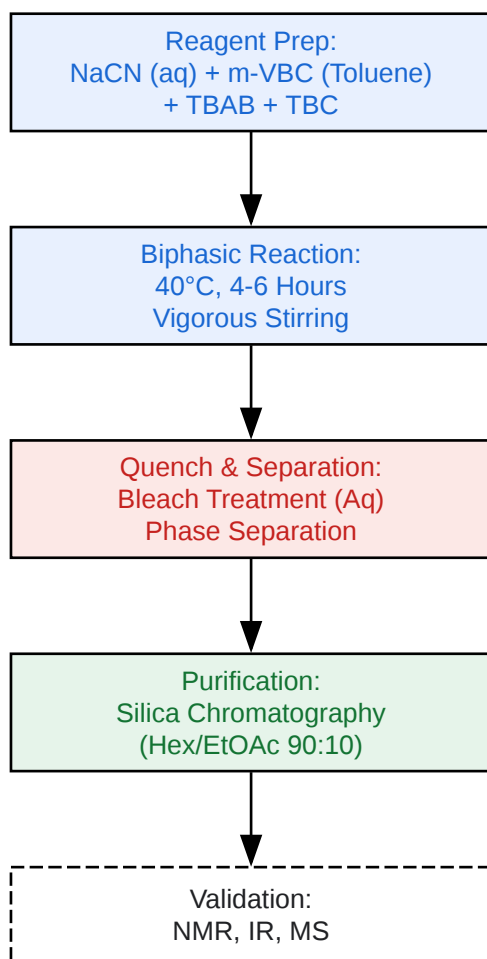 Reagent Prep:
NaCN (aq) + m-VBC (Toluene)
+ TBAB + TBC
Biphasic Reaction:
40°C, 4-6 Hours
Vigorous Stirring
Quench & Separation:
Bleach Treatment (Aq)
Phase Separation
Purification:
Silica Chromatography
(Hex/EtOAc 90:10)
Validation:
NMR, IR, MS